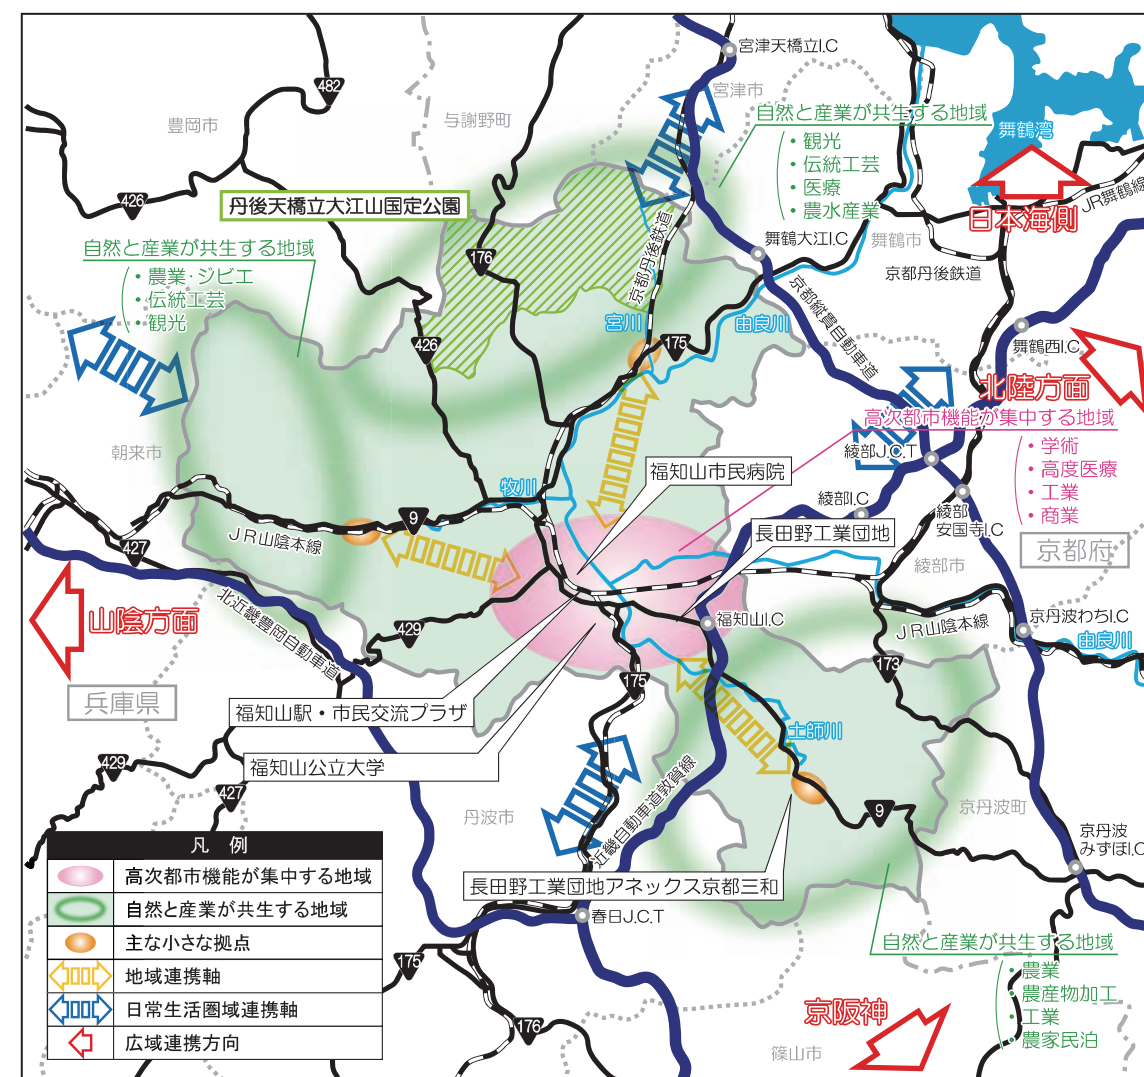 宮津天橋立I.C
宮津市
482
豊岡市
与謝野町
自然と産業が共生する地域
・観光
・伝統工芸
・医療
・農水産業
舞鶴湾
JR舞鶴線
日本海側
426
丹後天橋立大江山国定公園
自然と産業が共生する地域
・農業・ジビエ
・伝統工芸
・観光
176
京都丹後鉄道
舞鶴大江I.C
舞鶴市
京都丹後鉄道
京都縦貫自動車道
宮川
由良川
175
426
舞鶴西I.C
北陸方面
高次都市機能が集中する地域
・学術
・高度医療
・工業
・商業
朝来市
綾部J.C.T
福知山市民病院
牧川
綾部I.C
綾部
安国寺I.C
9
JR山陰本線
長田野工業団地
京都府
427
綾部市
山陰方面
北近畿豊岡自動車道
429
福知山I.C
JR山陰本線
京丹波わちI.C
由良川
173
175
兵庫県
福知山駅・市民交流プラザ
土師川
福知山公立大学
429
427
近畿自動車道敦賀線
丹波市
9
京丹波町
京丹波
みずほI.C
長田野工業団地アネックス京都三和
春日J.C.T
自然と産業が共生する地域
・農業
・農産物加工
・工業
・農家民泊
175
176
京阪神
篠山市
凡 例
高次都市機能が集中する地域
自然と産業が共生する地域
主な小さな拠点
地域連携軸
日常生活圏域連携軸
広域連携方向